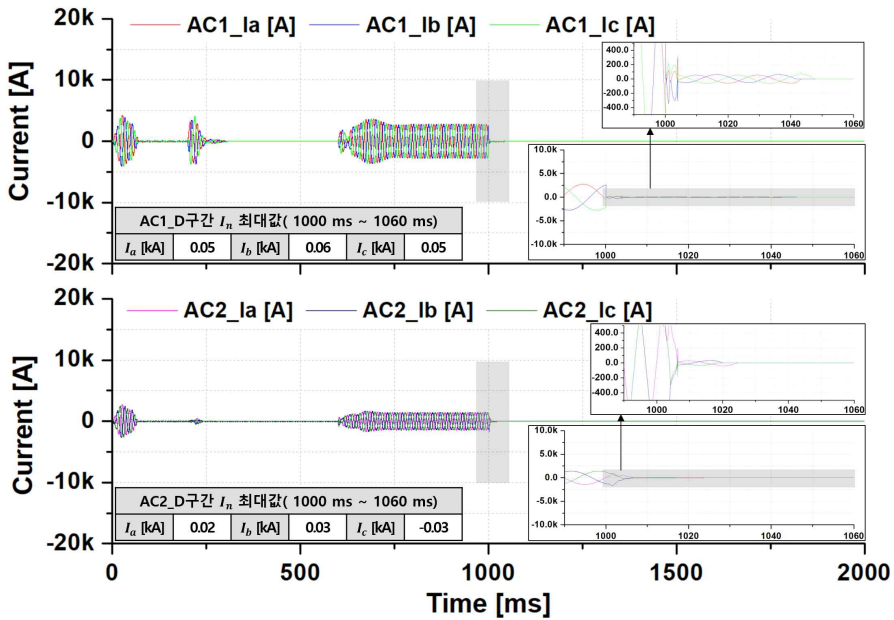 AC1_Ia [A] AC1_Ib [A] AC1_Ic [A]
20k
10k
0
-10k
-20k
Current [A]
400.0
200.0
0.0
-200.0
-400.0
1000 1020 1040 1060
10.0k
5.0k
0.0
-5.0k
-10.0k
1000 1020 1040 1060
AC1_D구간 In 최대값( 1000 ms ~ 1060 ms)
Ia [kA] 0.05 Ib [kA] 0.06 Ic [kA] 0.05
AC2_Ia [A] AC2_Ib [A] AC2_Ic [A]
20k
10k
0
-10k
-20k
Current [A]
400.0
200.0
0.0
-200.0
-400.0
1000 1020 1040 1060
10.0k
5.0k
0.0
-5.0k
-10.0k
1000 1020 1040 1060
AC2_D구간 In 최대값( 1000 ms ~ 1060 ms)
Ia [kA] 0.02 Ib [kA] 0.03 Ic [kA] -0.03
0 500 1000 1500 2000
Time [ms]